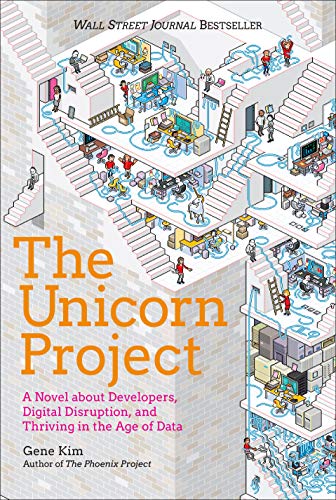 WALL STREET JOURNAL BESTSELLER
The
Unicorn
Project
A Novel about Developers,
Digital Disruption, and
Thriving in the Age of Data
Gene Kim
Author of The Phoenix Project